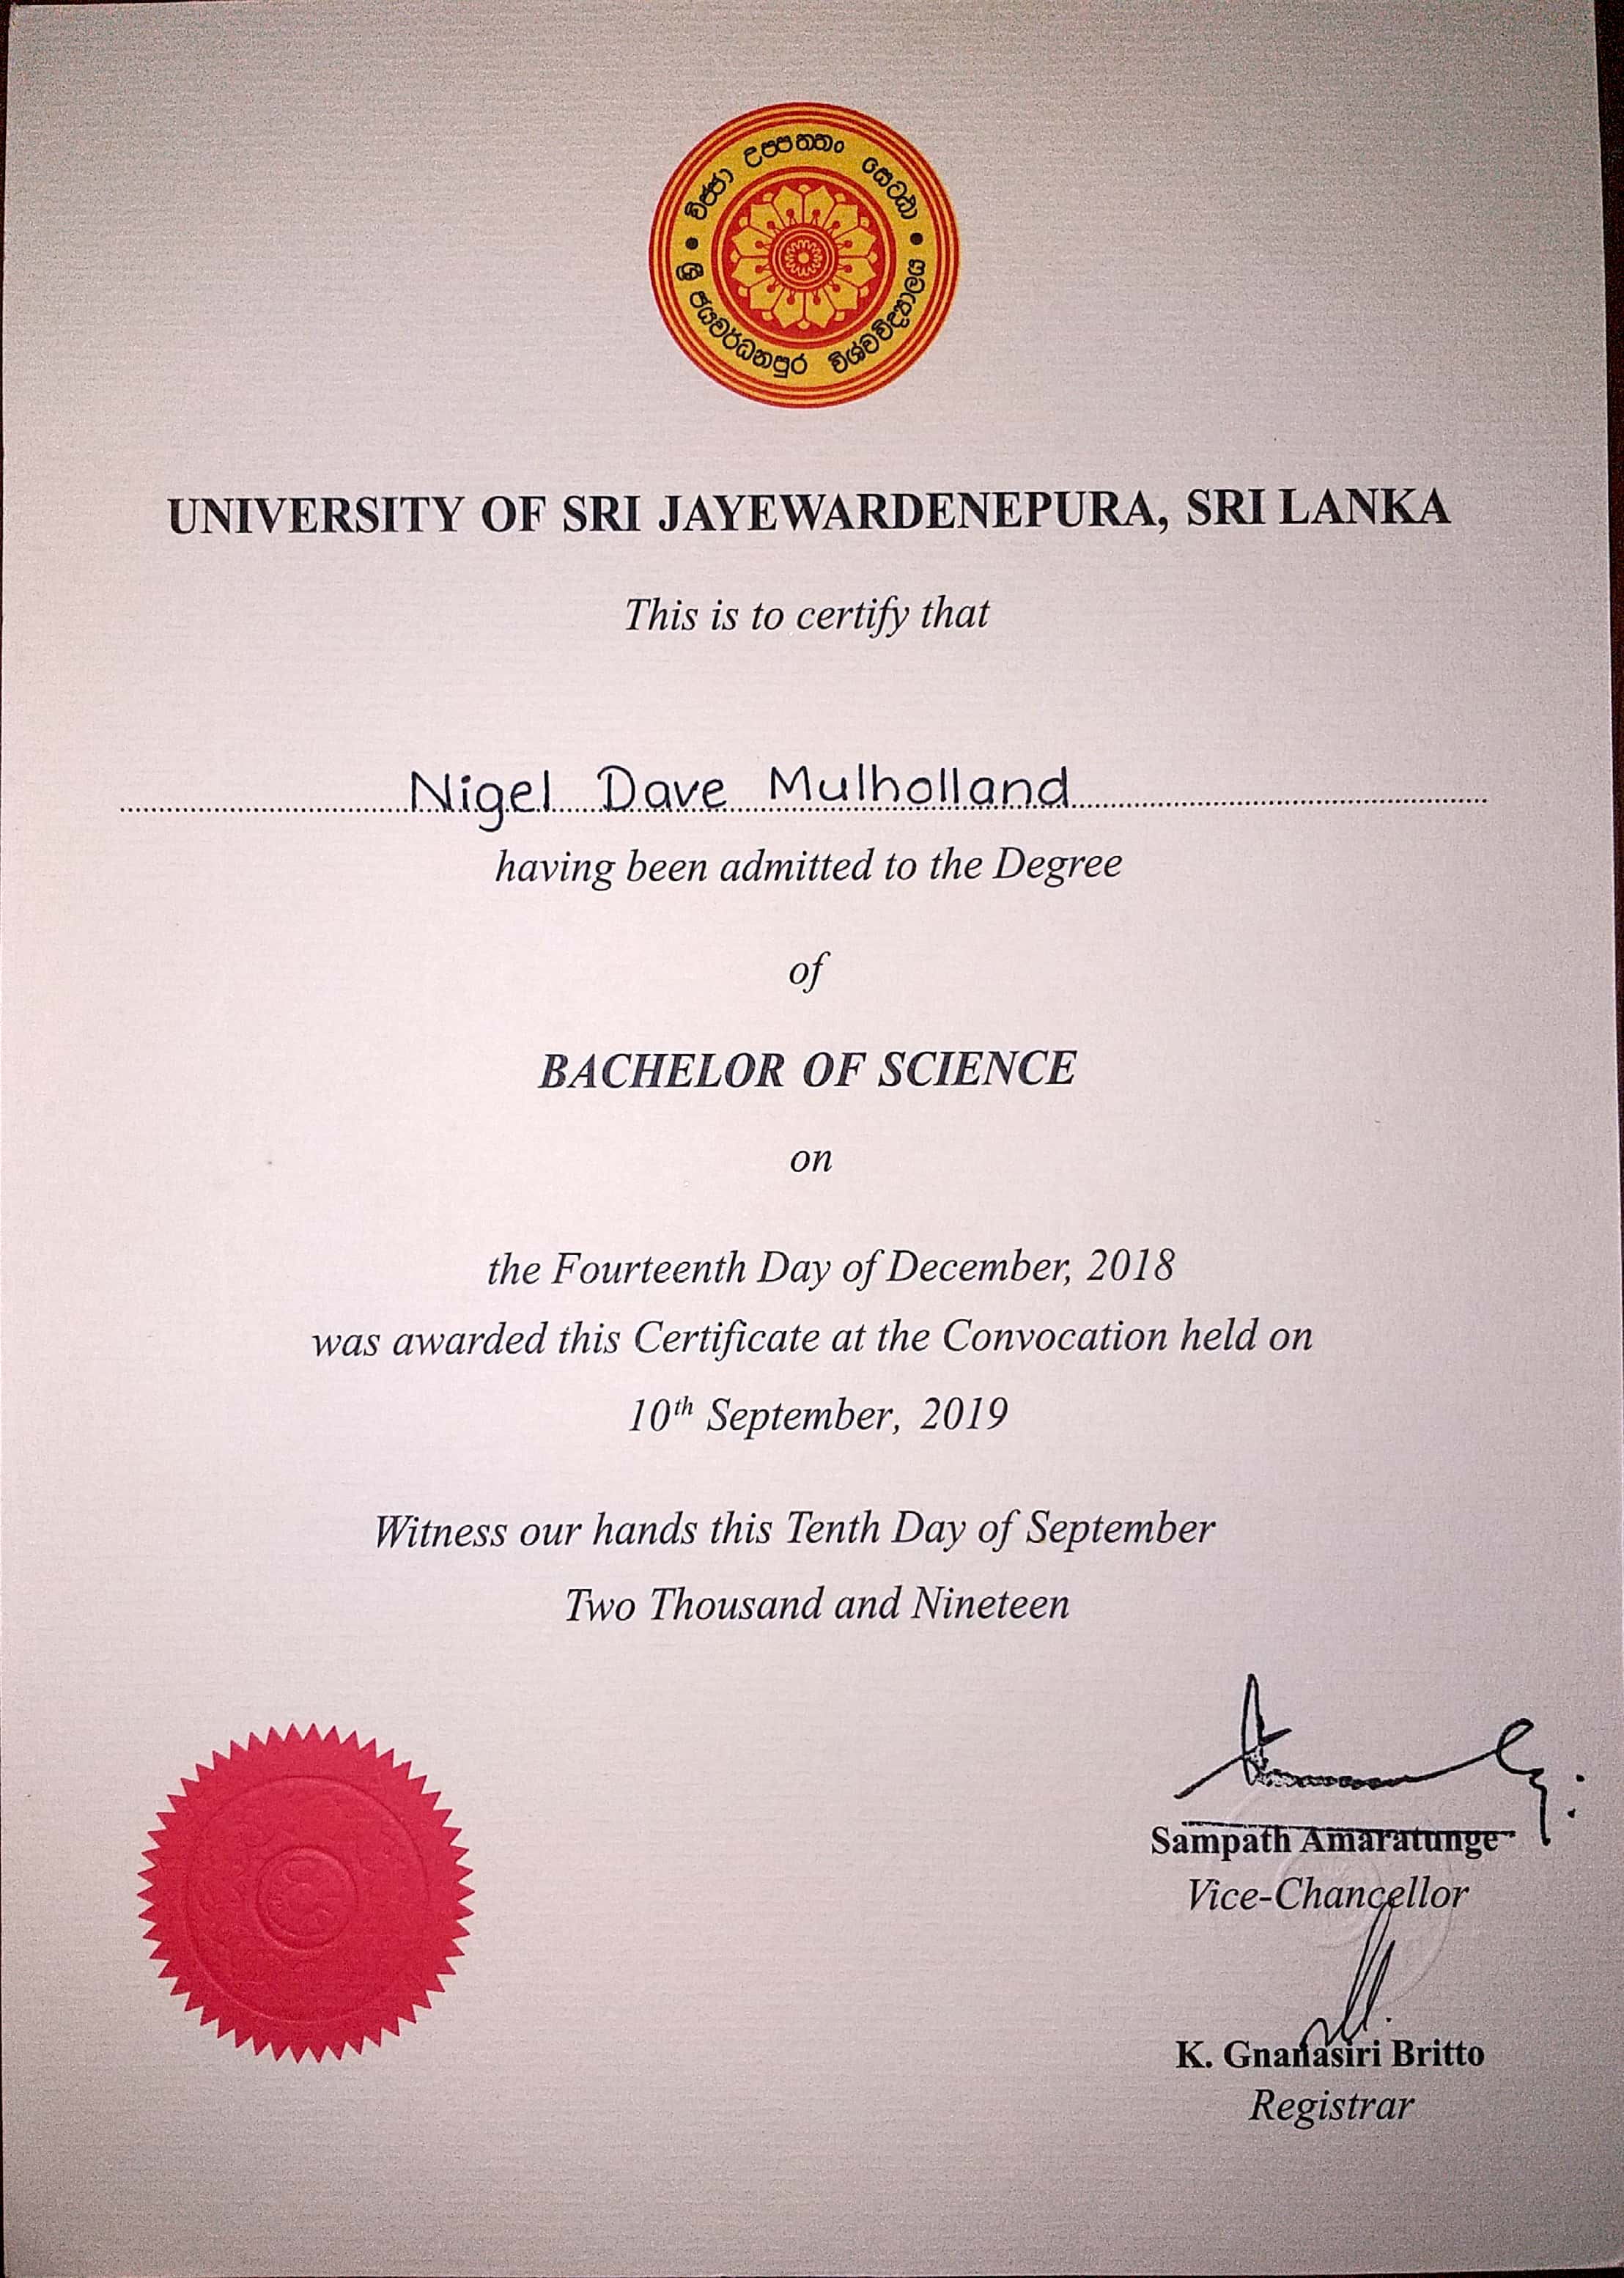 විජ්ජා උප්පතතං සෙට්ඨා
ශ්‍රී ජයවර්ධනපුර විශ්වවිද්‍යාලය
UNIVERSITY OF SRI JAYEWARDENEPURA, SRI LANKA
This is to certify that
Nigel Dave Mulholland
having been admitted to the Degree
of
BACHELOR OF SCIENCE
on
the Fourteenth Day of December, 2018
was awarded this Certificate at the Convocation held on
10th September, 2019
Witness our hands this Tenth Day of September
Two Thousand and Nineteen
Sampath Amaratunge
Vice-Chancellor
K. Gnanasiri Britto
Registrar